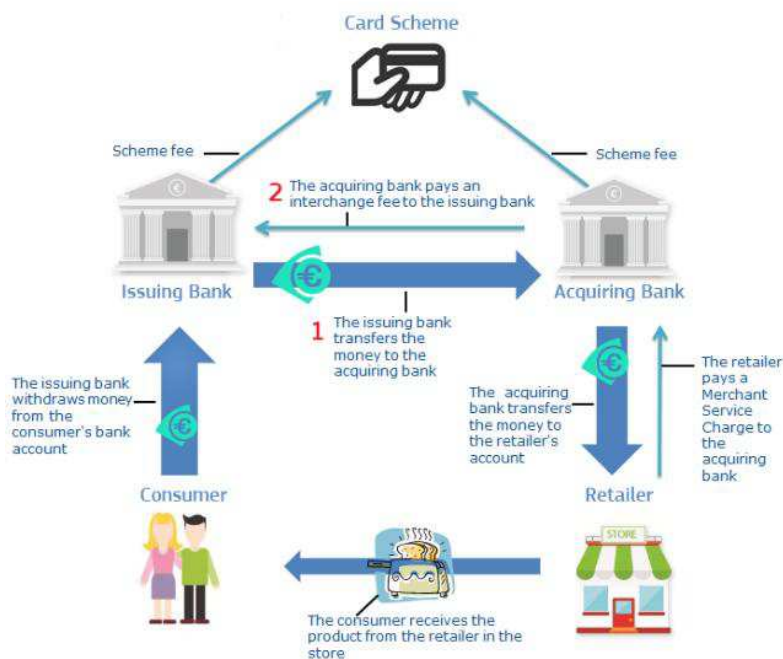 Card Scheme
Scheme fee
Scheme fee
2 The acquiring bank pays an
interchange fee to the issuing bank
€
€
Issuing Bank
€
Acquiring Bank
1 The issuing bank
transfers the
money to the
acquiring bank
The issuing bank
withdraws money
from the
consumer's bank
account
€
The acquiring
bank transfers
the money to
the retailer's
account
€
The retailer
pays a
Merchant
Service
Charge to
the
acquiring
bank
Consumer
Retailer
STORE
The consumer receives the
product from the retailer in the
store